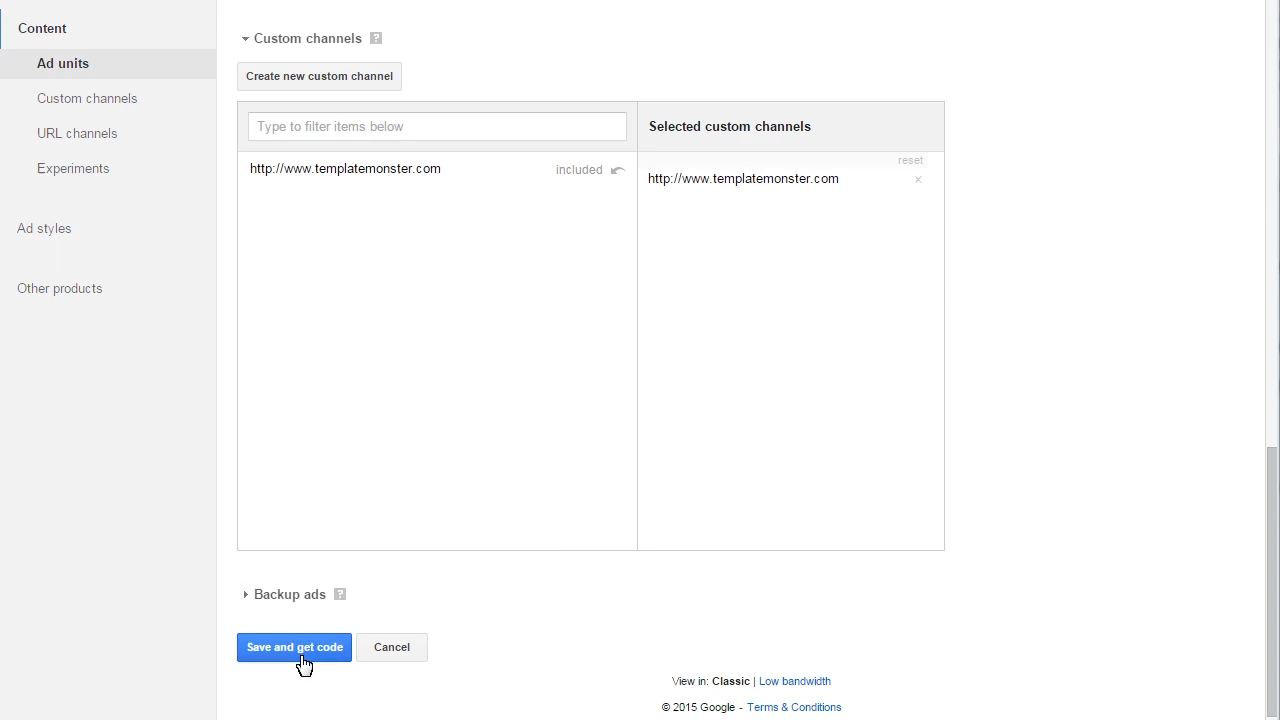 Content
Ad units
Custom channels
URL channels
Experiments
Ad styles
Other products
Custom channels ?
Create new custom channel
Type to filter items below
Selected custom channels
reset
http://www.templatemonster.com included
http://www.templatemonster.com ×
Backup ads ?
Save and get code
Cancel
View in: Classic | Low bandwidth
© 2015 Google - Terms & Conditions